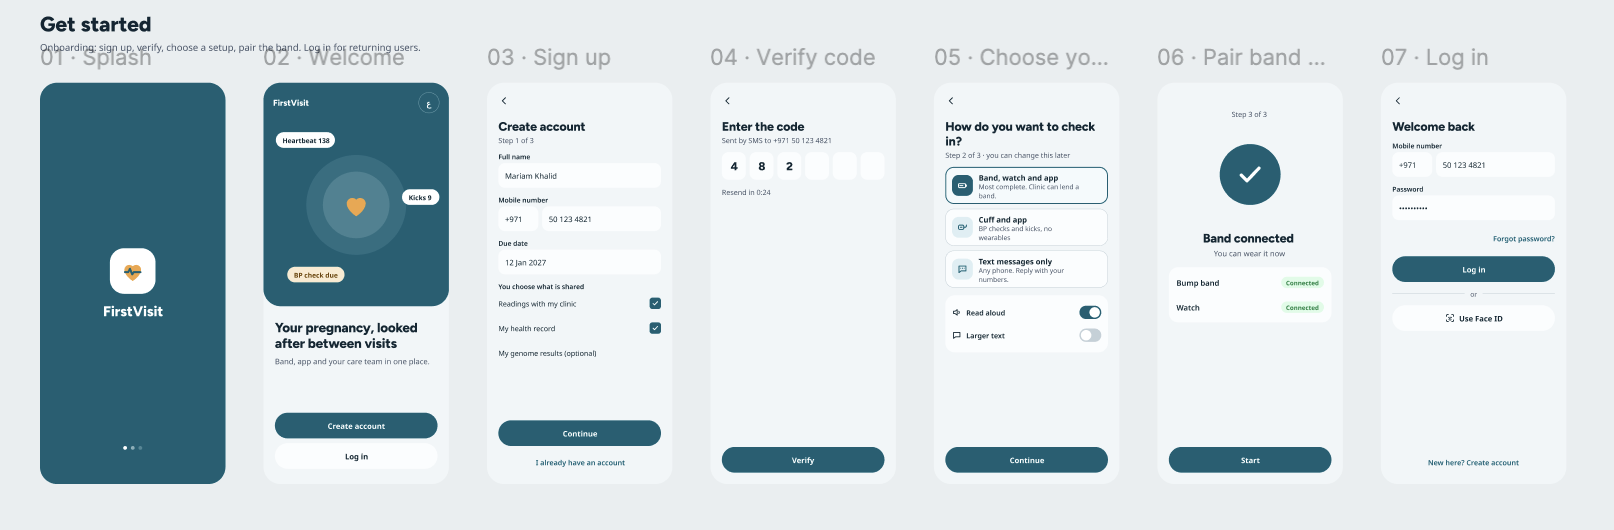 Get started
Onboarding: sign up, verify, choose a setup, pair the band. Log in for returning users.
01 · Splash
FirstVisit
02 · Welcome
FirstVisit
ع
Heartbeat 138
Kicks 9
BP check due
Your pregnancy, looked
after between visits
Band, app and your care team in one place.
Create account
Log in
03 · Sign up
Create account
Step 1 of 3
Full name
Mariam Khalid
Mobile number
+971 50 123 4821
Due date
12 Jan 2027
You choose what is shared
Readings with my clinic
My health record
My genome results (optional)
Continue
I already have an account
04 · Verify code
Enter the code
Sent by SMS to +971 50 123 4821
4 8 2
Resend in 0:24
Verify
05 · Choose yo...
How do you want to check
in?
Step 2 of 3 · you can change this later
Band, watch and app
Most complete. Clinic can lend a
band.
Cuff and app
BP checks and kicks, no
wearables
Text messages only
Any phone. Reply with your
numbers.
Read aloud
Larger text
Continue
06 · Pair band ...
Step 3 of 3
Band connected
You can wear it now
Bump band Connected
Watch Connected
Start
07 · Log in
Welcome back
Mobile number
+971 50 123 4821
Password
••••••••••
Forgot password?
Log in
or
Use Face ID
New here? Create account